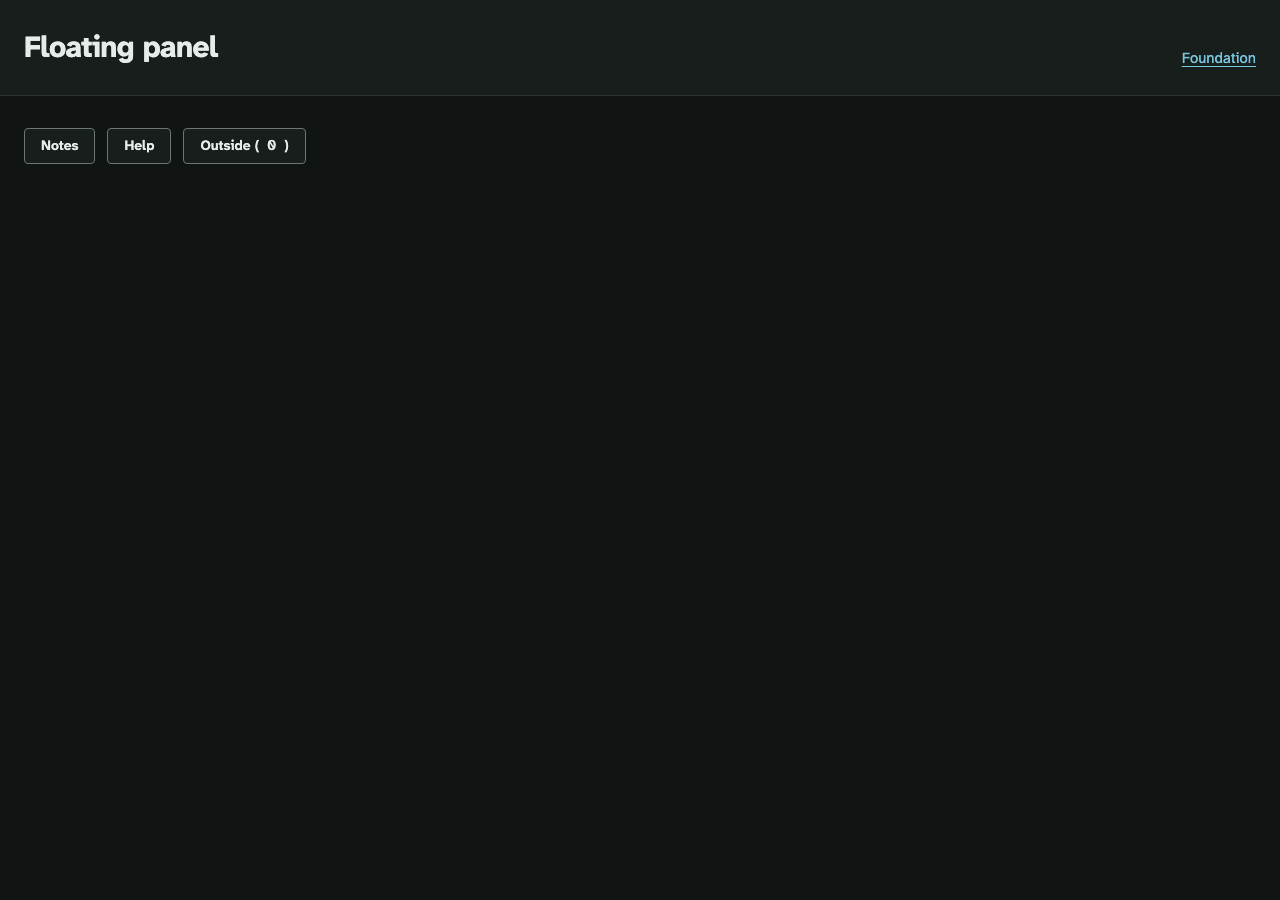 Floating panel
Foundation
Notes
Help
Outside ( 0 )